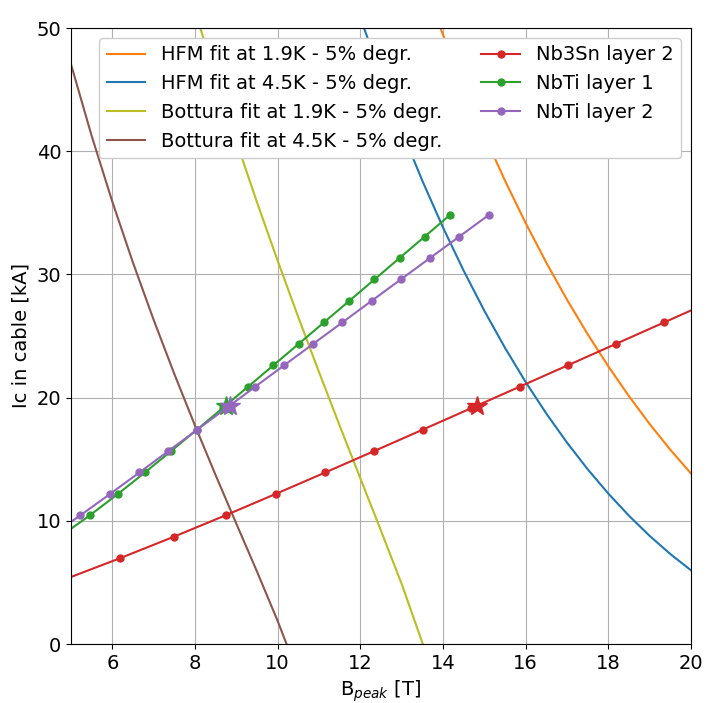 HFM fit at 1.9K - 5% degr.
HFM fit at 4.5K - 5% degr.
Bottura fit at 1.9K - 5% degr.
Bottura fit at 4.5K - 5% degr.
Nb3Sn layer 2
NbTi layer 1
NbTi layer 2
Ic in cable [kA]
50
40
30
20
10
0
6 8 10 12 14 16 18 20
B_peak [T]